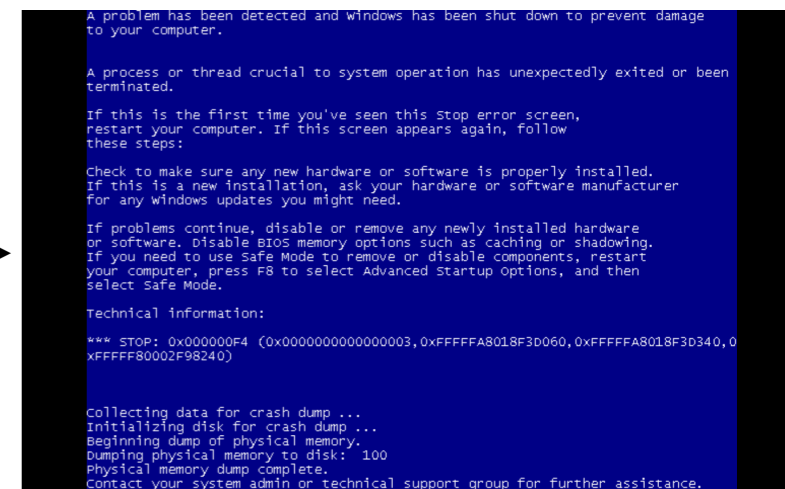 A problem has been detected and Windows has been shut down to prevent damage
to your computer.
A process or thread crucial to system operation has unexpectedly exited or been
terminated.
If this is the first time you've seen this Stop error screen,
restart your computer. If this screen appears again, follow
these steps:
Check to make sure any new hardware or software is properly installed.
If this is a new installation, ask your hardware or software manufacturer
for any Windows updates you might need.
If problems continue, disable or remove any newly installed hardware
or software. Disable BIOS memory options such as caching or shadowing.
If you need to use Safe Mode to remove or disable components, restart
your computer, press F8 to select Advanced Startup Options, and then
select Safe Mode.
Technical information:
*** STOP: 0x000000F4 (0x0000000000000003,0xFFFFFA8018F3D060,0xFFFFFA8018F3D340,0
xFFFFF80002F98240)
Collecting data for crash dump ...
Initializing disk for crash dump ...
Beginning dump of physical memory.
Dumping physical memory to disk: 100
Physical memory dump complete.
Contact your system admin or technical support group for further assistance.